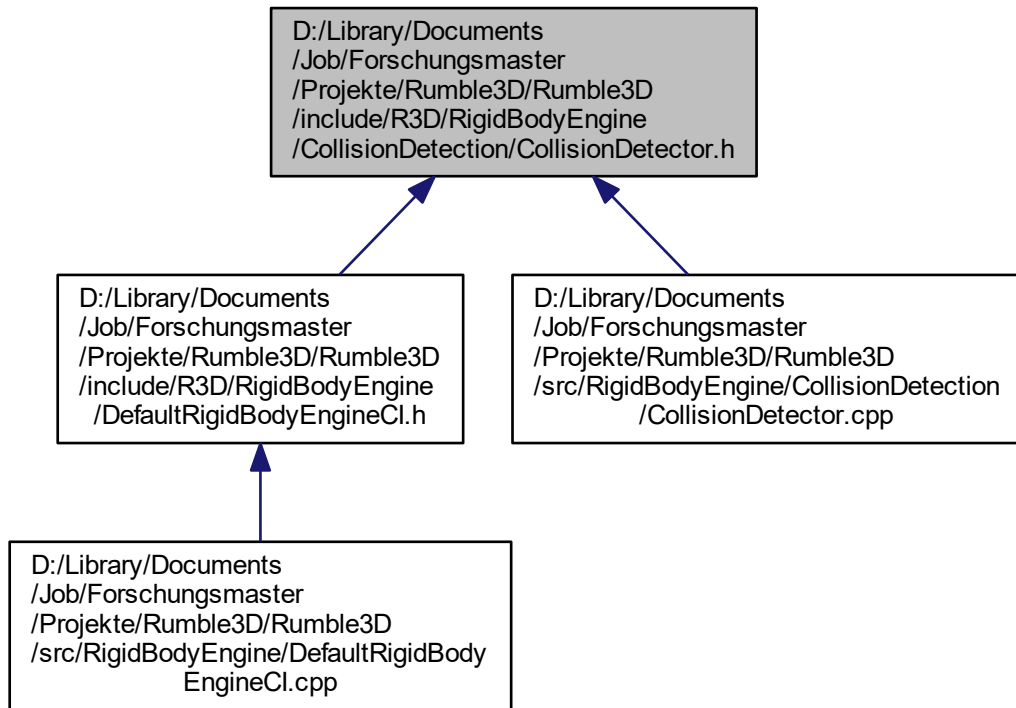 D:/Library/Documents
/Job/Forschungsmaster
/Projekte/Rumble3D/Rumble3D
/include/R3D/RigidBodyEngine
/CollisionDetection/CollisionDetector.h
D:/Library/Documents
/Job/Forschungsmaster
/Projekte/Rumble3D/Rumble3D
/include/R3D/RigidBodyEngine
/DefaultRigidBodyEngineCI.h
D:/Library/Documents
/Job/Forschungsmaster
/Projekte/Rumble3D/Rumble3D
/src/RigidBodyEngine/CollisionDetection
/CollisionDetector.cpp
D:/Library/Documents
/Job/Forschungsmaster
/Projekte/Rumble3D/Rumble3D
/src/RigidBodyEngine/DefaultRigidBody
EngineCI.cpp